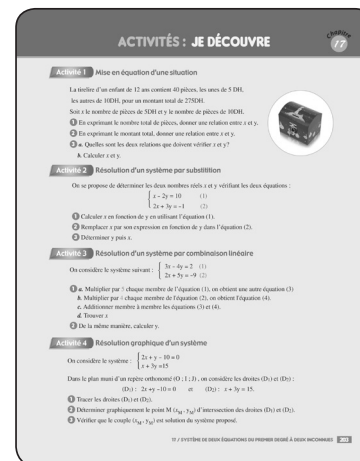 ACTIVITÉS : JE DÉCOUVRE
Chapitre
17
Activité 1 Mise en équation d'une situation
La tirelire d'un enfant de 12 ans contient 40 pièces, les unes de 5 DH,
les autres de 10DH, pour un montant total de 275DH.
Soit x le nombre de pièces de 5DH et y le nombre de pièces de 10DH.
1 En exprimant le nombre total de pièces, donner une relation entre x et y.
2 En exprimant le montant total, donner une relation entre x et y.
3 a. Quelles sont les deux relations que doivent vérifier x et y?
b. Calculer x et y.
Activité 2 Résolution d'un système par substitution
On se propose de déterminer les deux nombres réels x et y vérifiant les deux équations :
x - 2y = 10 (1)
2x + 3y = -1 (2)
1 Calculer x en fonction de y en utilisant l'équation (1).
2 Remplacer x par son expression en fonction de y dans l'équation (2).
3 Déterminer y puis x.
Activité 3 Résolution d'un système par combinaison linéaire
On considère le système suivant : 3x - 4y = 2 (1)
2x + 5y = -9 (2)
1 a. Multiplier par 5 chaque membre de l'équation (1), on obtient une autre équation (3)
b. Multiplier par 4 chaque membre de l'équation (2), on obtient l'équation (4).
c. Additionner membre à membre les équations (3) et (4).
d. Trouver x
2 De la même manière, calculer y.
Activité 4 Résolution graphique d'un système
On considère le système : 2x + y - 10 = 0
x + 3y =15
Dans le plan muni d'un repère orthonormé (O ; I ; J) , on considère les droites (D₁) et (D₂) :
(D₁) : 2x +y -10 = 0 et (D₂) : x + 3y = 15.
1 Tracer les droites (D₁) et (D₂).
2 Déterminer graphiquement le point M (x_M , y_M) d'intersection des droites (D₁) et (D₂).
3 Vérifier que le couple (x_M , y_M) est solution du système proposé.
17 / SYSTÈME DE DEUX ÉQUATIONS DU PREMIER DEGRÉ À DEUX INCONNUES 203